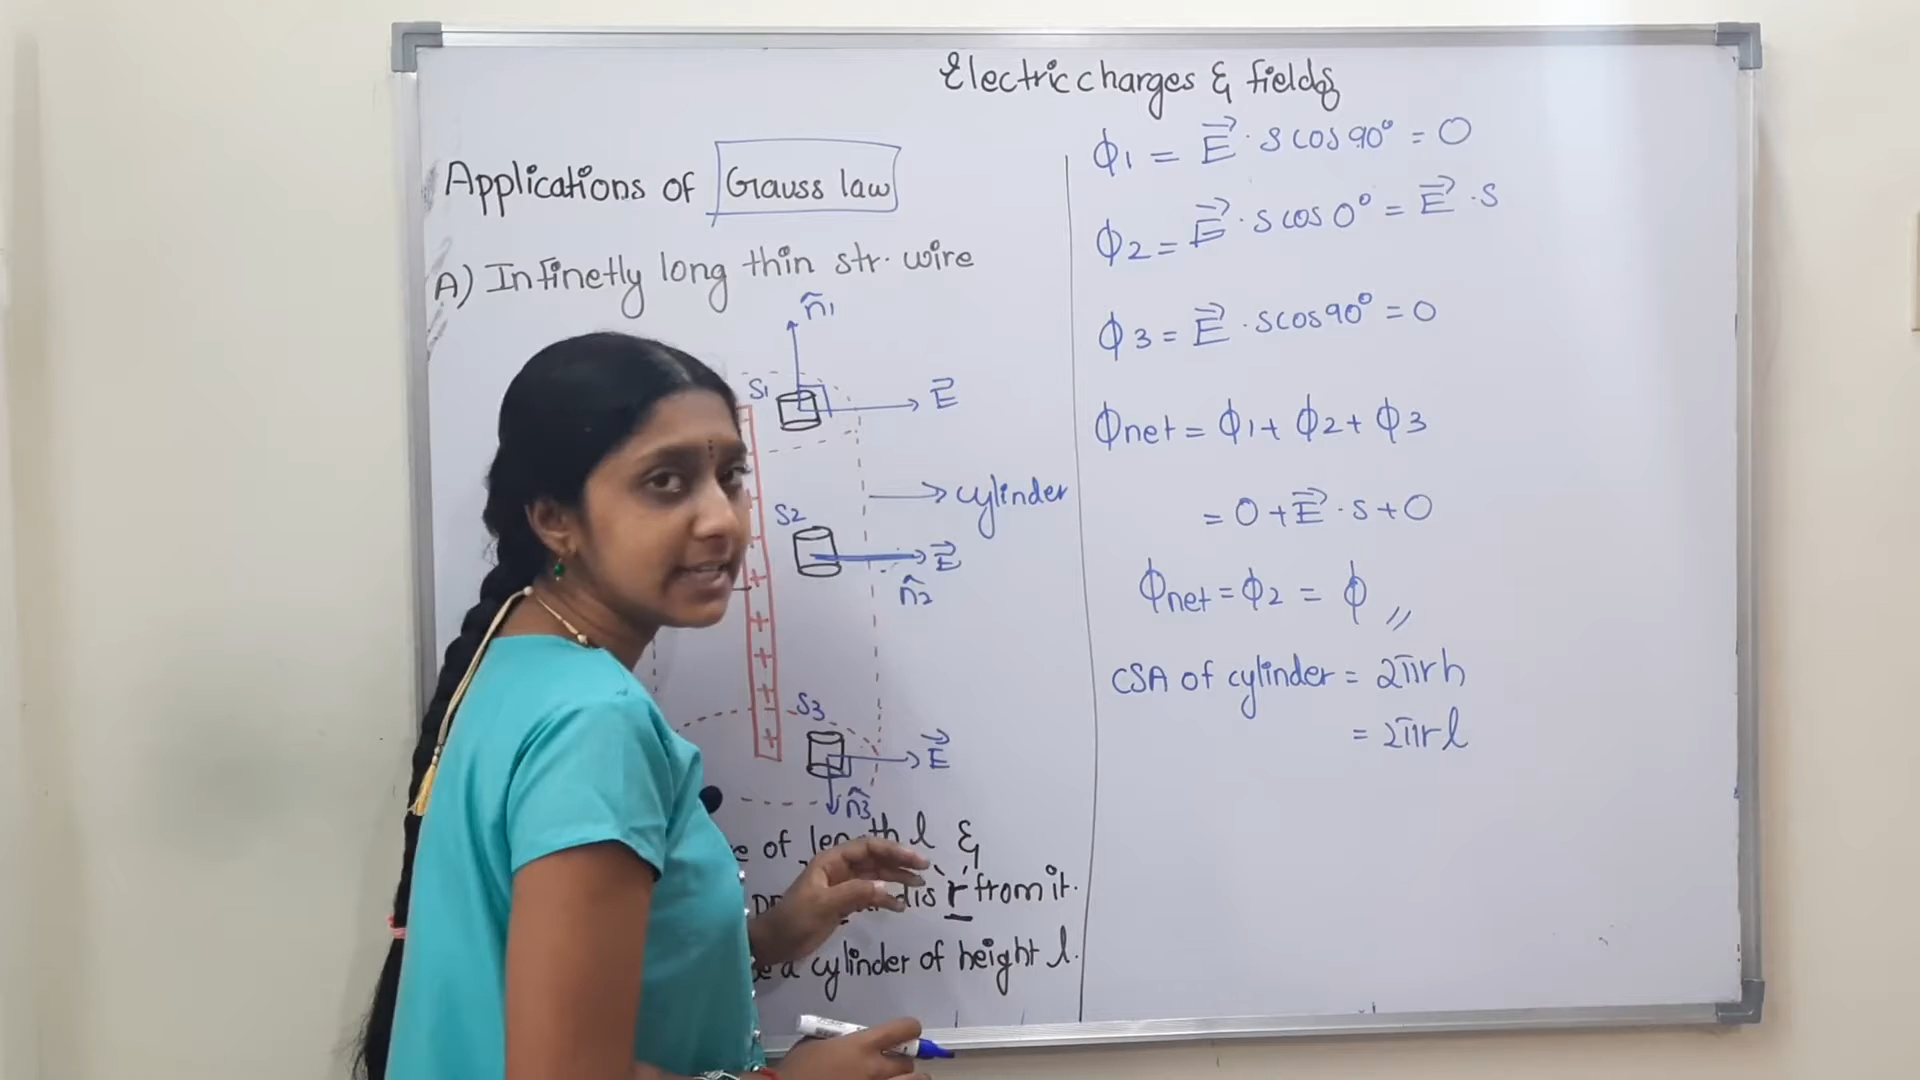 Electric charges & fields
Applications of Gauss law
A) Infinetly long thin str. wire
n̂1
S1
E⃗
cylinder
S2
E⃗
n̂2
S3
E⃗
n̂3
of length l &
dis r from it.
a cylinder of height l.
ϕ1 = E⃗ · s cos 90° = 0
ϕ2 = E⃗ · s cos 0° = E⃗ · s
ϕ3 = E⃗ · s cos 90° = 0
ϕnet = ϕ1 + ϕ2 + ϕ3
= 0 + E⃗ · s + 0
ϕnet = ϕ2 = ϕ //
CSA of cylinder = 2πrh
= 2πrl